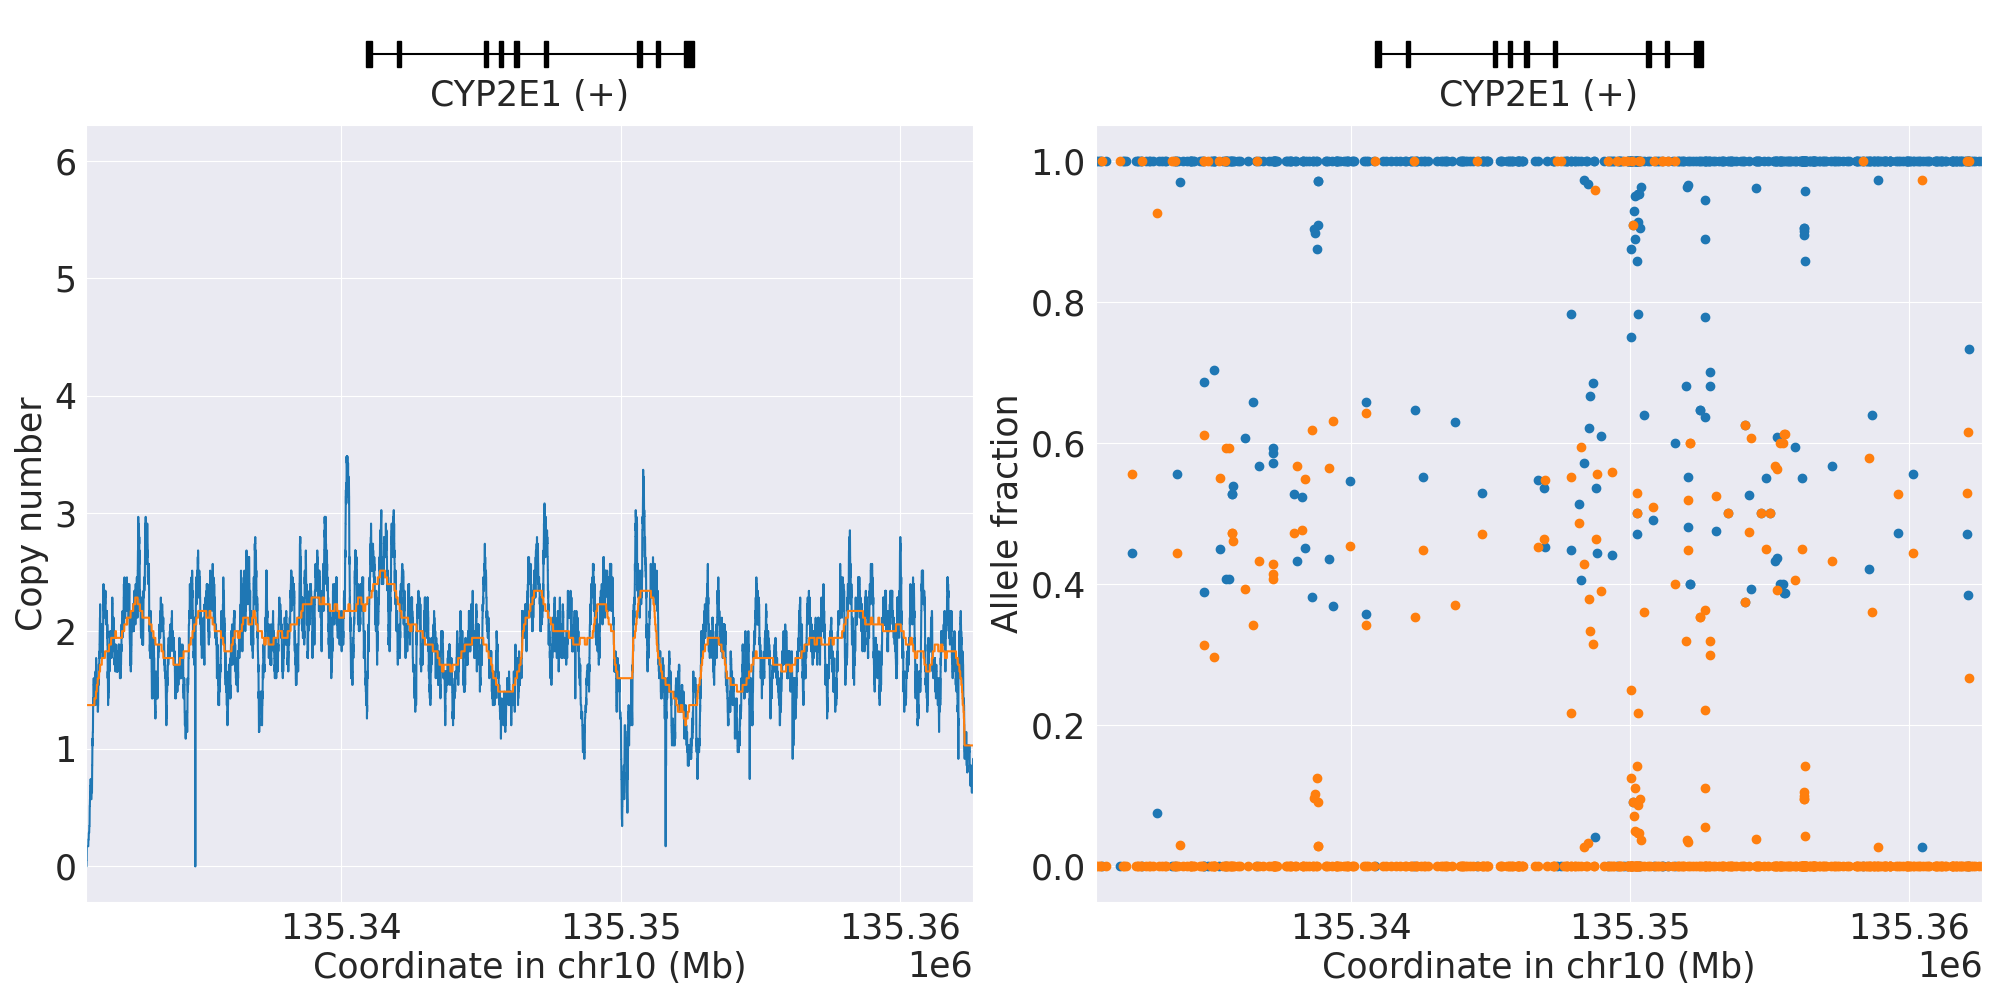 CYP2E1 (+)
CYP2E1 (+)
Copy number
6
5
4
3
2
1
0
135.34
135.35
135.36
1e6
Coordinate in chr10 (Mb)
Allele fraction
1.0
0.8
0.6
0.4
0.2
0.0
135.34
135.35
135.36
1e6
Coordinate in chr10 (Mb)